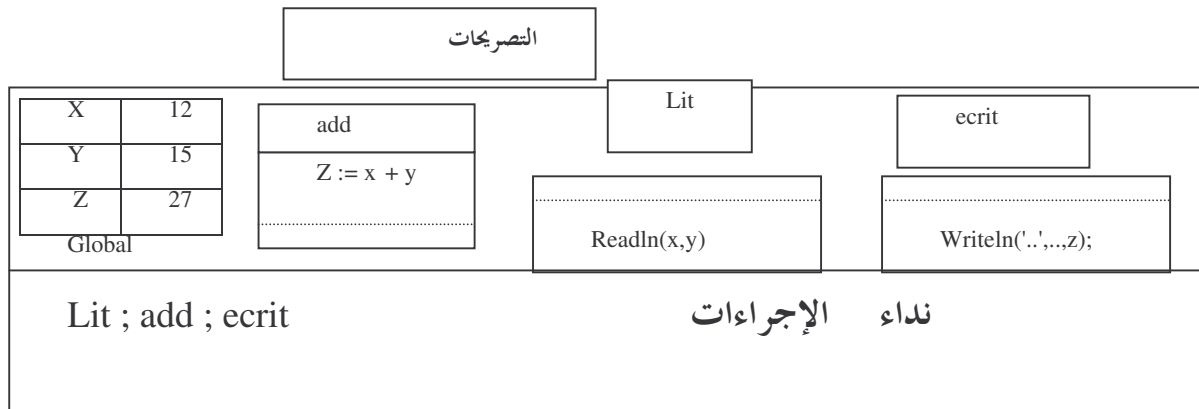 التصريحات
X 12
Y 15
Z 27
Global
add
Z := x + y
Lit
Readln(x,y)
ecrit
Writeln('..',..,z);
Lit ; add ; ecrit
نداء الإجراءات